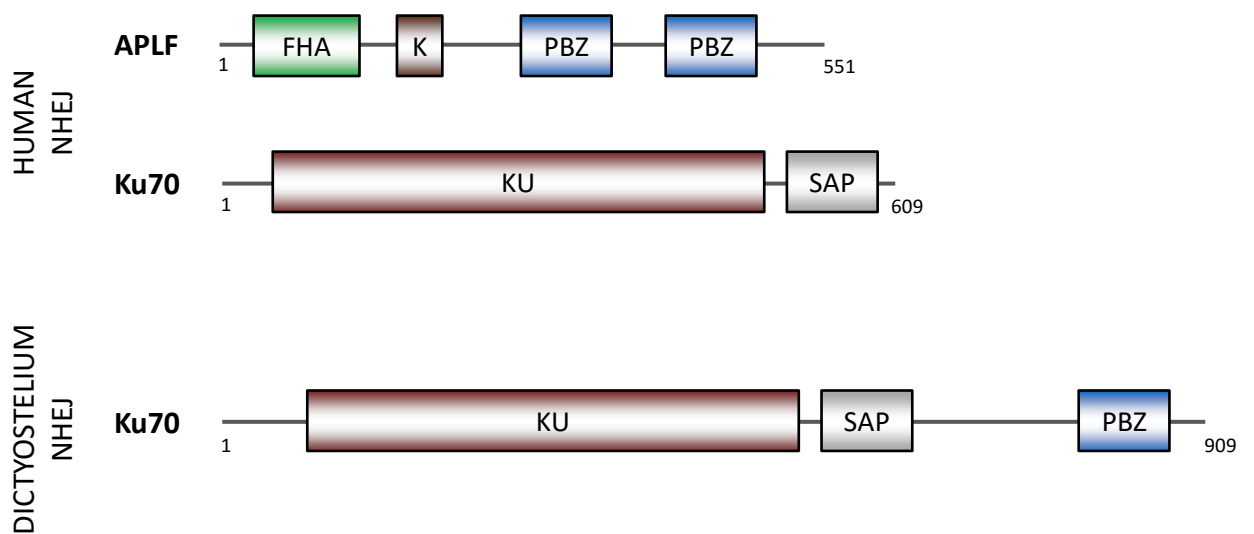 HUMAN
NHEJ
APLF
FHA K PBZ PBZ
1 551
Ku70
KU SAP
1 609
DICTYOSTELIUM
NHEJ
Ku70
KU SAP PBZ
1 909